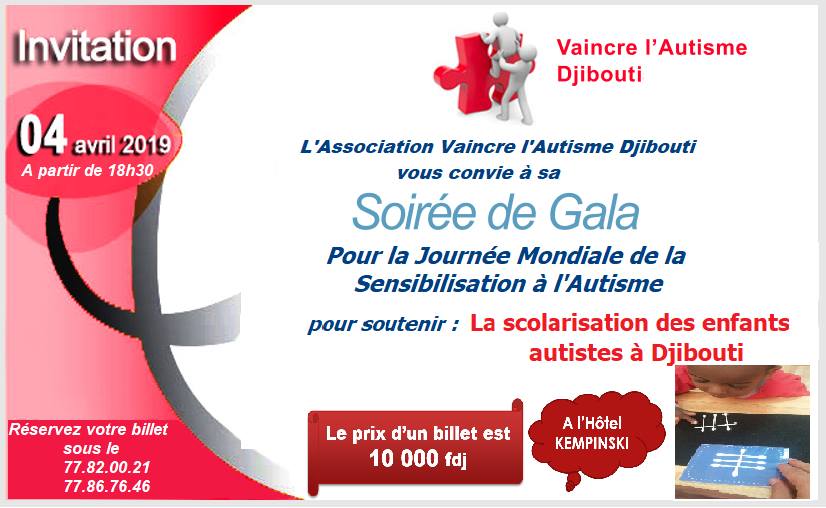 Invitation
04 avril 2019
A partir de 18h30
Vaincre l'Autisme
Djibouti
L'Association Vaincre l'Autisme Djibouti
vous convie à sa
Soirée de Gala
Pour la Journée Mondiale de la
Sensibilisation à l'Autisme
pour soutenir : La scolarisation des enfants
autistes à Djibouti
Réservez votre billet
sous le
77.82.00.21
77.86.76.46
Le prix d'un billet est
10 000 fdj
A l'Hôtel
KEMPINSKI